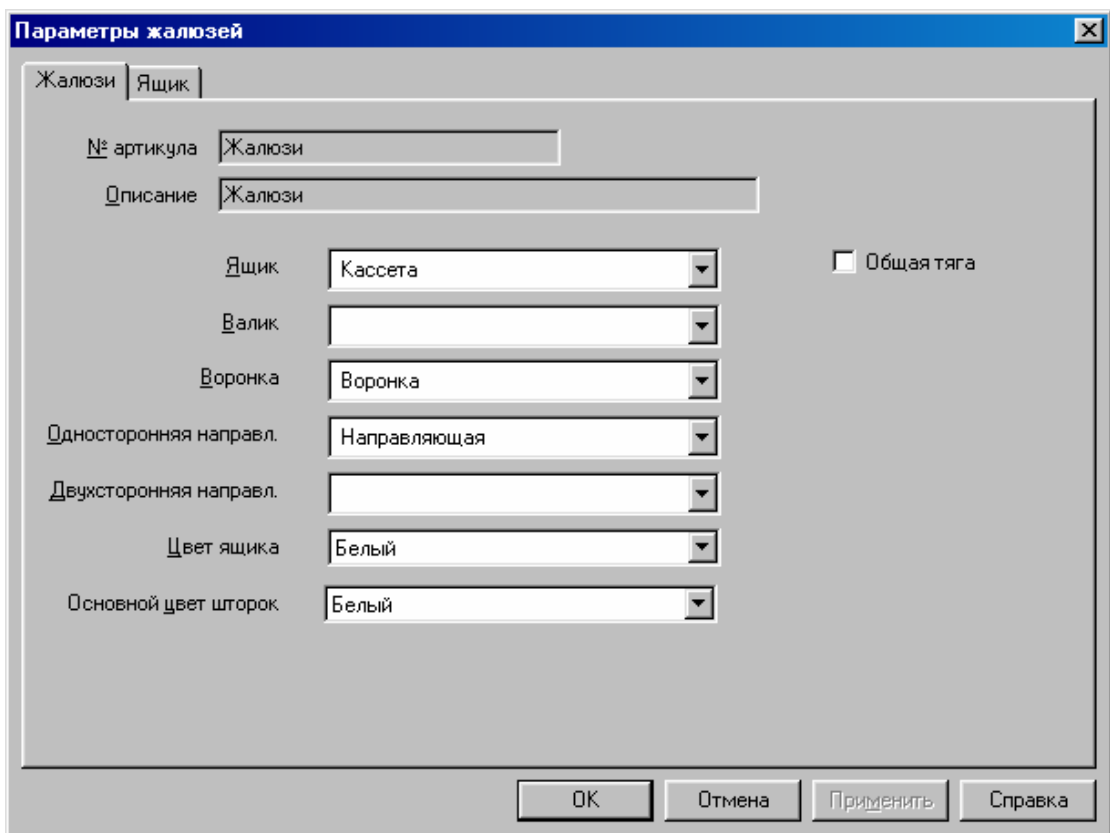 Параметры жалюзей
Жалюзи Ящик
№ артикула Жалюзи
Описание Жалюзи
Ящик Кассета Общая тяга
Валик
Воронка Воронка
Односторонняя направл. Направляющая
Двухсторонняя направл.
Цвет ящика Белый
Основной цвет шторок Белый
OK Отмена Применить Справка